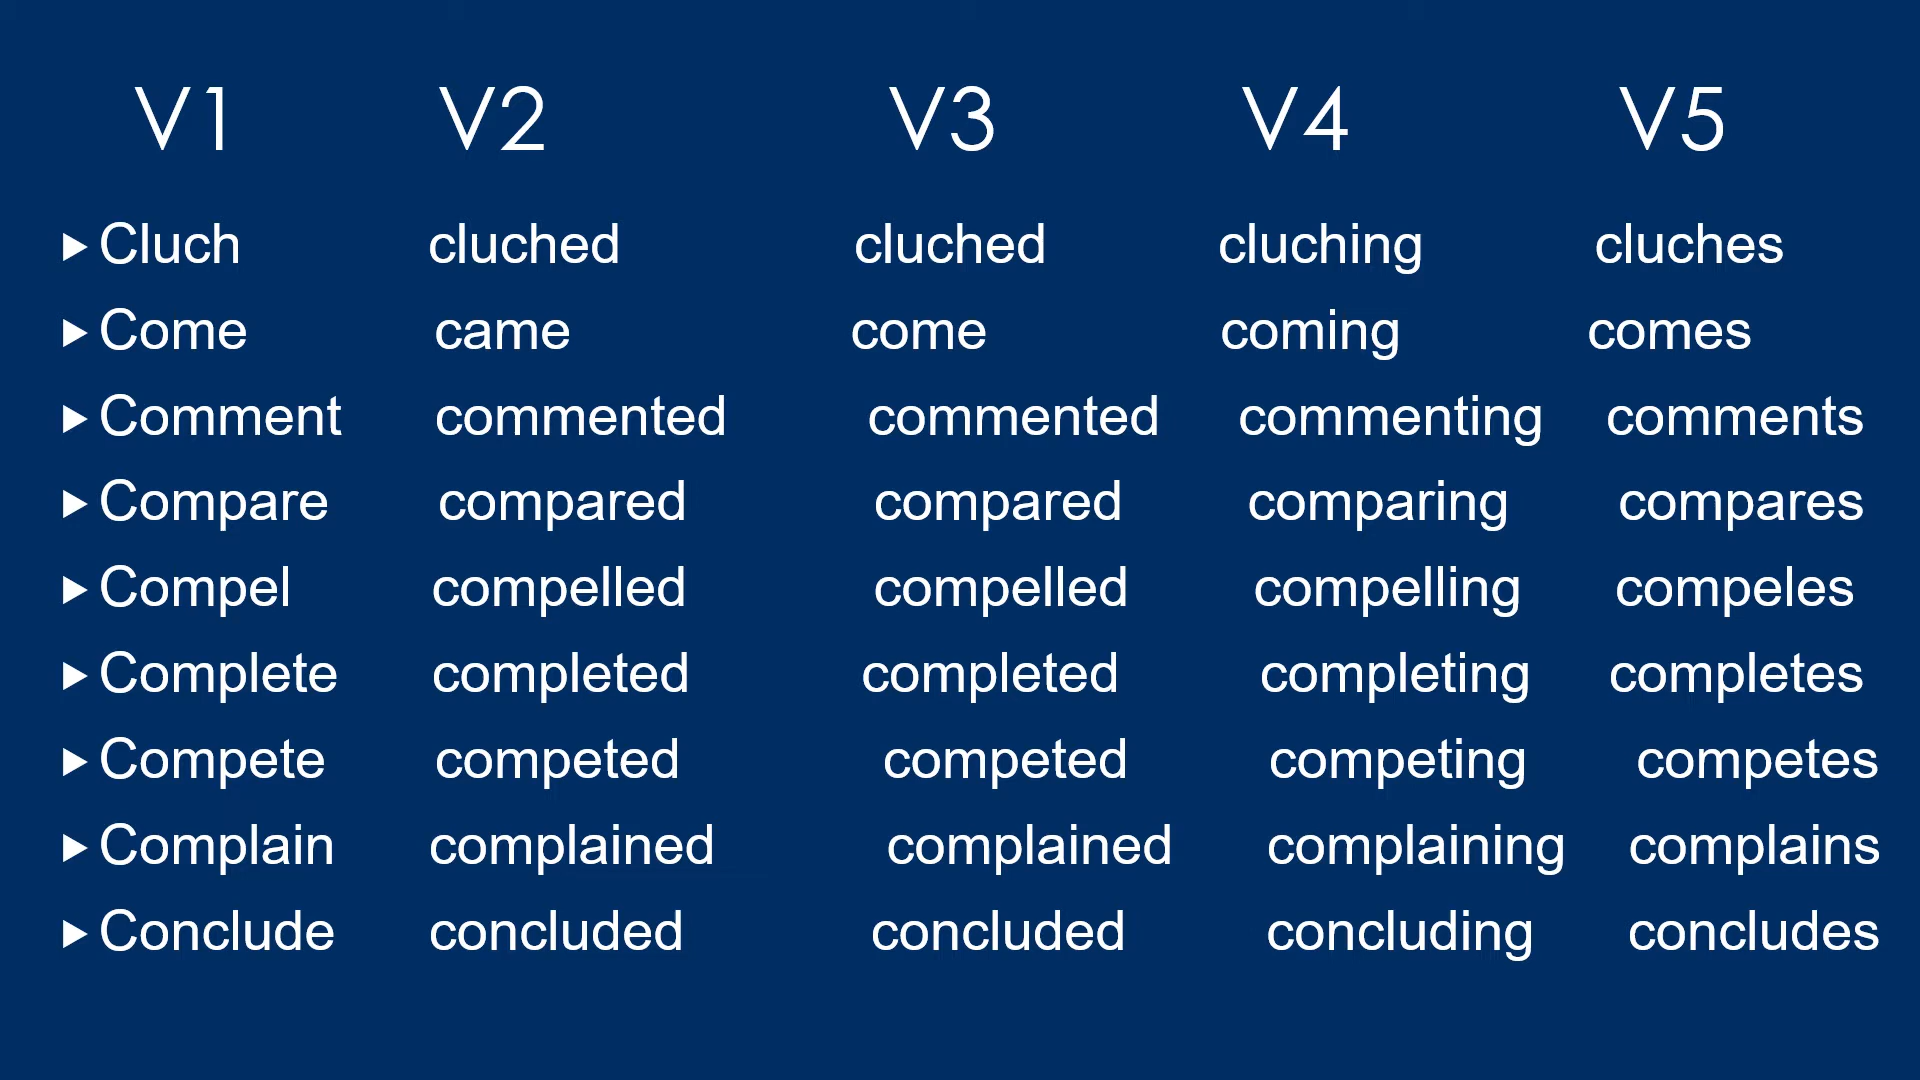 V1 V2 V3 V4 V5
Cluch cluched cluched cluching cluches
Come came come coming comes
Comment commented commented commenting comments
Compare compared compared comparing compares
Compel compelled compelled compelling compeles
Complete completed completed completing completes
Compete competed competed competing competes
Complain complained complained complaining complains
Conclude concluded concluded concluding concludes